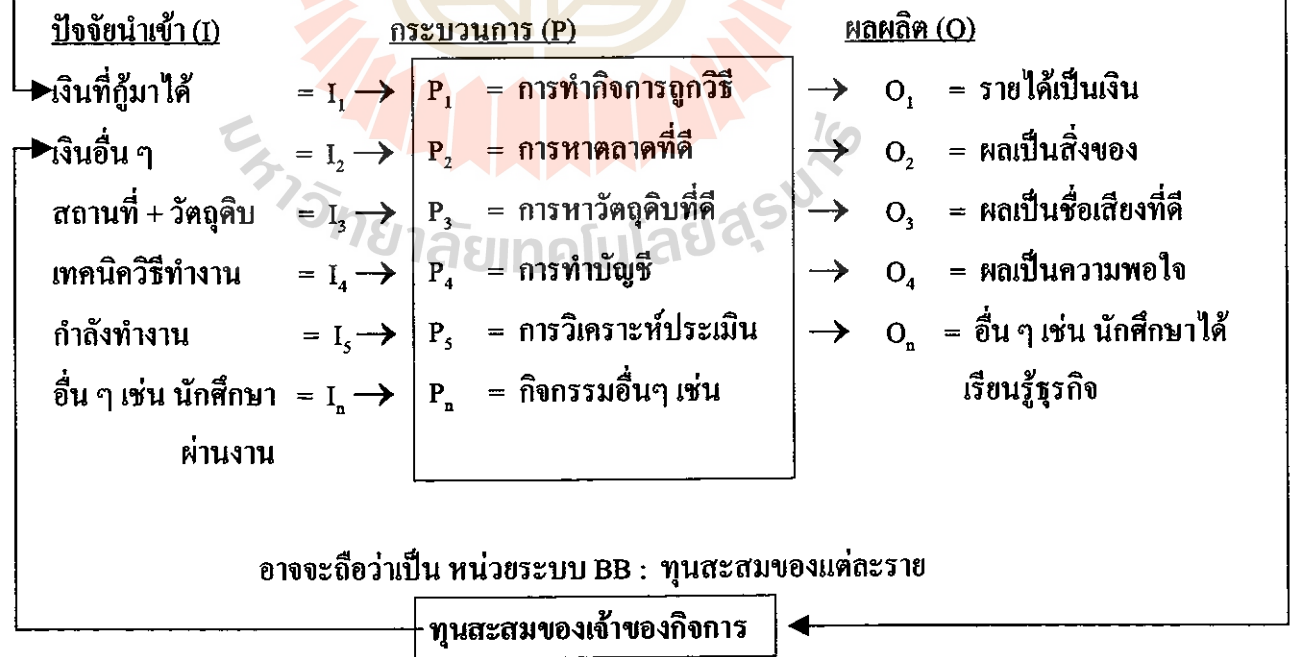 ปัจจัยนำเข้า (I) กระบวนการ (P) ผลผลิต (O)
เงินที่กู้มาได้ = I₁ → P₁ = การทำกิจการถูกวิธี → O₁ = รายได้เป็นเงิน
เงินอื่น ๆ = I₂ → P₂ = การหาตลาดที่ดี → O₂ = ผลเป็นสิ่งของ
สถานที่ + วัตถุดิบ = I₃ → P₃ = การหาวัตถุดิบที่ดี → O₃ = ผลเป็นชื่อเสียงที่ดี
เทคนิควิธีทำงาน = I₄ → P₄ = การทำบัญชี → O₄ = ผลเป็นความพอใจ
กำลังทำงาน = I₅ → P₅ = การวิเคราะห์ประเมิน → Oₙ = อื่น ๆ เช่น นักศึกษาได้
อื่น ๆ เช่น นักศึกษา = Iₙ → Pₙ = กิจกรรมอื่นๆ เช่น เรียนรู้ธุรกิจ
ผ่านงาน
อาจจะถือว่าเป็น หน่วยระบบ BB : ทุนสะสมของแต่ละราย
ทุนสะสมของเจ้าของกิจการ
มหาวิทยาลัยเทคโนโลยีสุรนารี